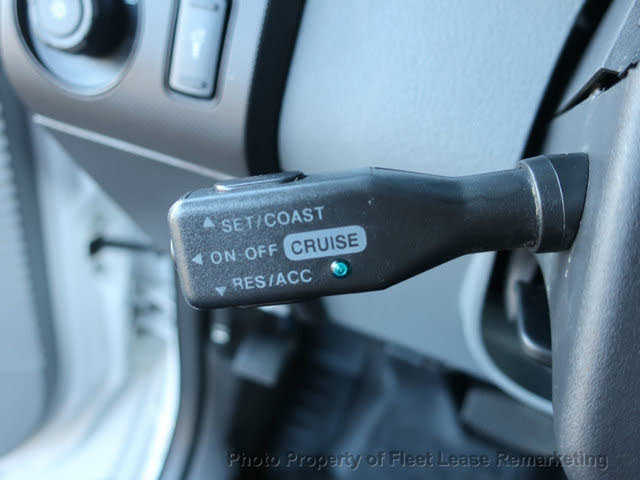 ▲ SET/COAST
◄ ON OFF CRUISE
▼ RES/ACC
Photo Property of Fleet Lease Remarketing